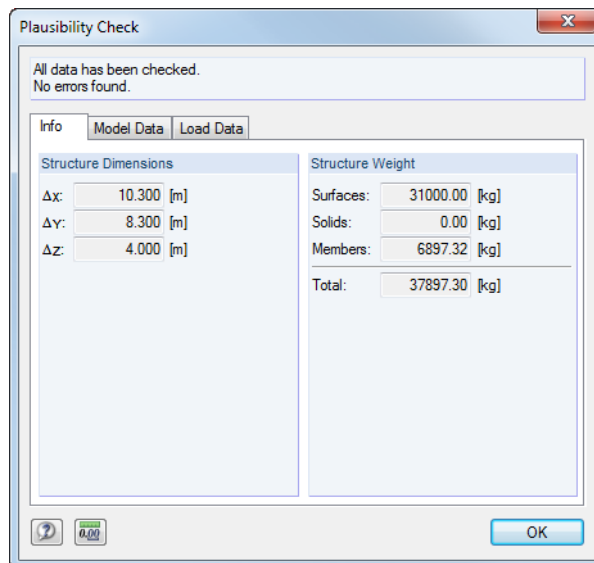 Plausibility Check
All data has been checked.
No errors found.
Info Model Data Load Data
Structure Dimensions
ΔX: 10.300 [m]
ΔY: 8.300 [m]
ΔZ: 4.000 [m]
Structure Weight
Surfaces: 31000.00 [kg]
Solids: 0.00 [kg]
Members: 6897.32 [kg]
Total: 37897.30 [kg]
0.00
OK